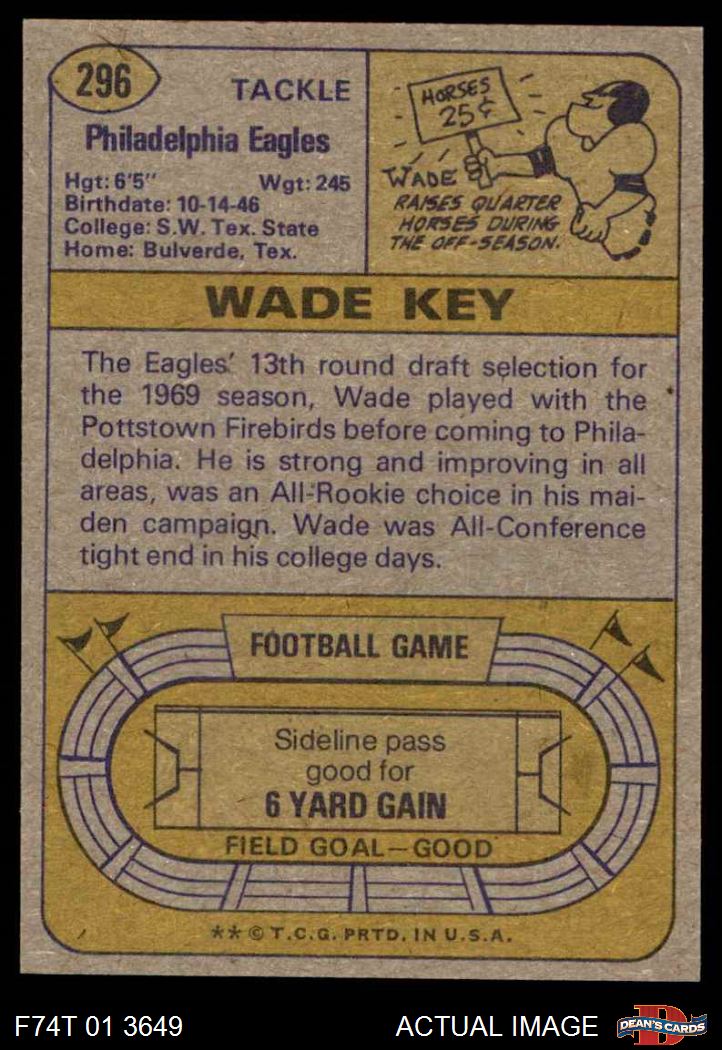 296
TACKLE
Philadelphia Eagles
Hgt: 6'5" Wgt: 245
Birthdate: 10-14-46
College: S.W. Tex. State
Home: Bulverde, Tex.
HORSES
25¢
WADE
RAISES QUARTER
HORSES DURING
THE OFF-SEASON.
WADE KEY
The Eagles' 13th round draft selection for
the 1969 season, Wade played with the
Pottstown Firebirds before coming to Phila-
delphia. He is strong and improving in all
areas, was an All-Rookie choice in his mai-
den campaign. Wade was All-Conference
tight end in his college days.
FOOTBALL GAME
Sideline pass
good for
6 YARD GAIN
FIELD GOAL—GOOD
** © T.C.G. PRTD. IN U.S.A.
F74T 01 3649
ACTUAL IMAGE
D
DEAN'S CARDS